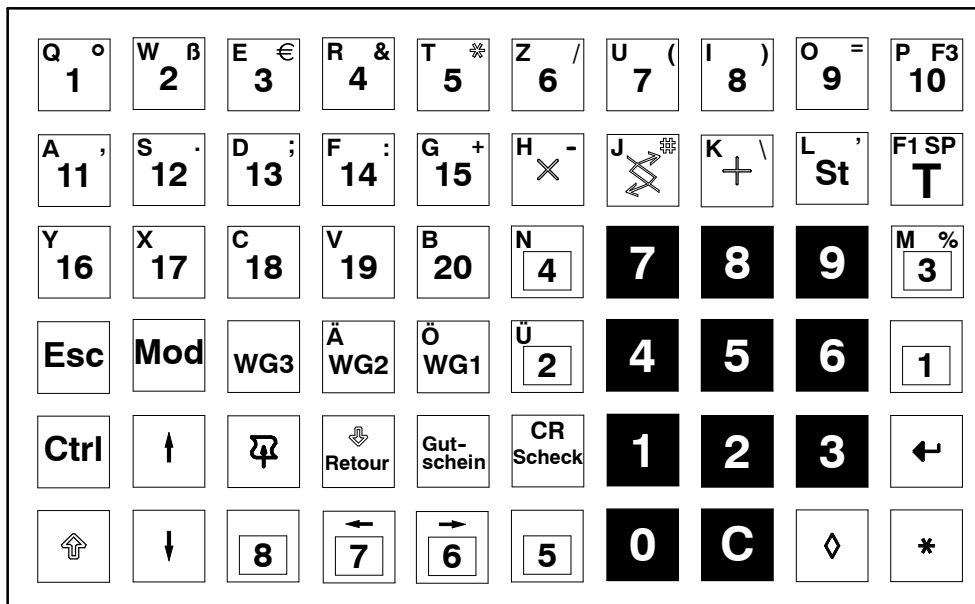 Q ° W ß E € R & T * Z / U ( I ) O = P F3
1 2 3 4 5 6 7 8 9 10
A , S . D ; F : G + H - J # K \ L ' F1 SP
11 12 13 14 15 × + St T
Y X C V B N M %
16 17 18 19 20 4 7 8 9 3
Ä Ö Ü
Esc Mod WG3 WG2 WG1 2 4 5 6 1
Ctrl ↑ Retour Gut-
schein CR
Scheck 1 2 3 ↵
⇧ ↓ ← →
8 7 6 5 0 C ◊ *